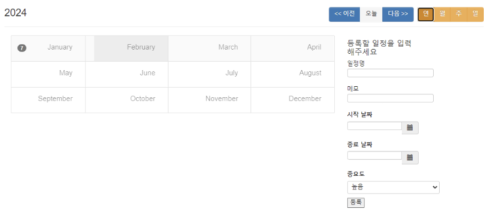 2024
<< 이전 오늘 다음 >> 년 월 주 일
January February March April
May June July August
September October November December
등록할 일정을 입력
해주세요
일정명
메모
시작 날짜
종료 날짜
중요도
높음
등록